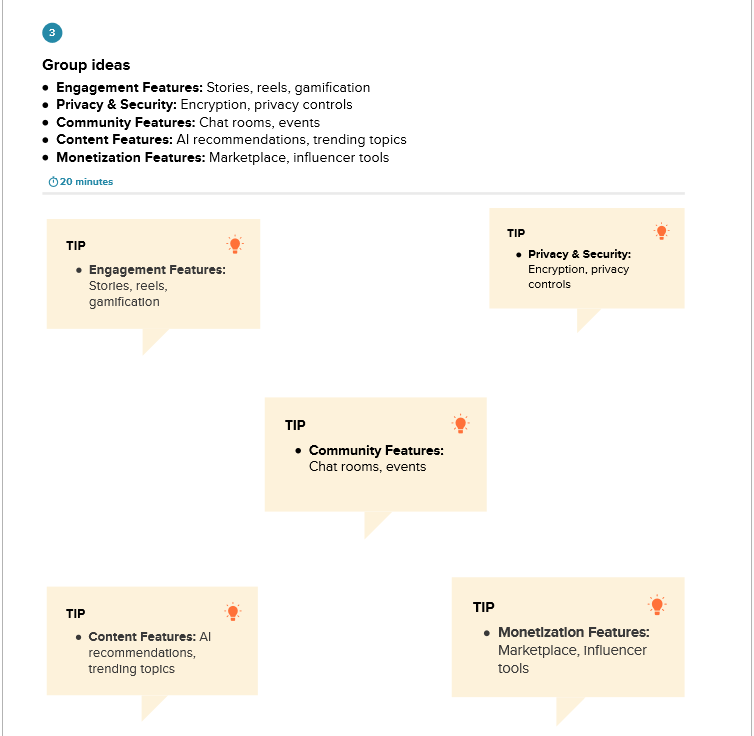 3
Group ideas
● Engagement Features: Stories, reels, gamification
● Privacy & Security: Encryption, privacy controls
● Community Features: Chat rooms, events
● Content Features: AI recommendations, trending topics
● Monetization Features: Marketplace, influencer tools
20 minutes
TIP
● Engagement Features:
Stories, reels,
gamification
TIP
● Privacy & Security:
Encryption, privacy
controls
TIP
● Community Features:
Chat rooms, events
TIP
● Content Features: AI
recommendations,
trending topics
TIP
● Monetization Features:
Marketplace, influencer
tools